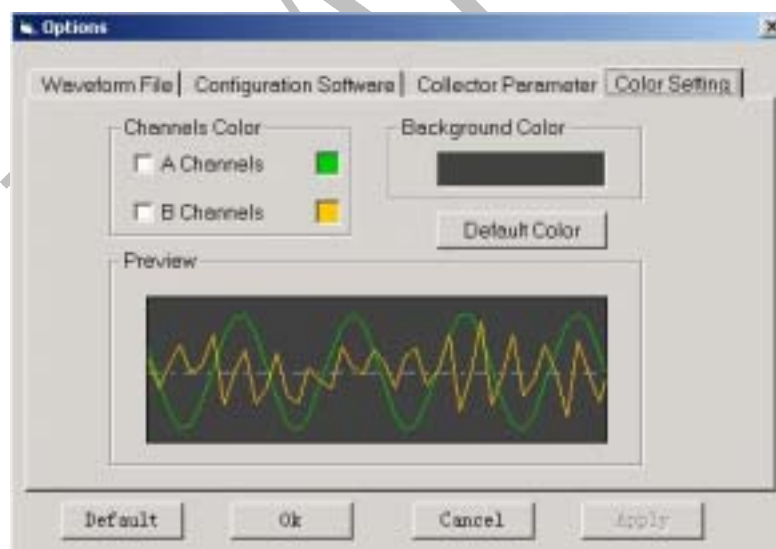 Options
Waveform File Configuration Software Collector Parameter Color Setting
Channels Color
A Channels
B Channels
Background Color
Default Color
Preview
Default Ok Cancel Apply